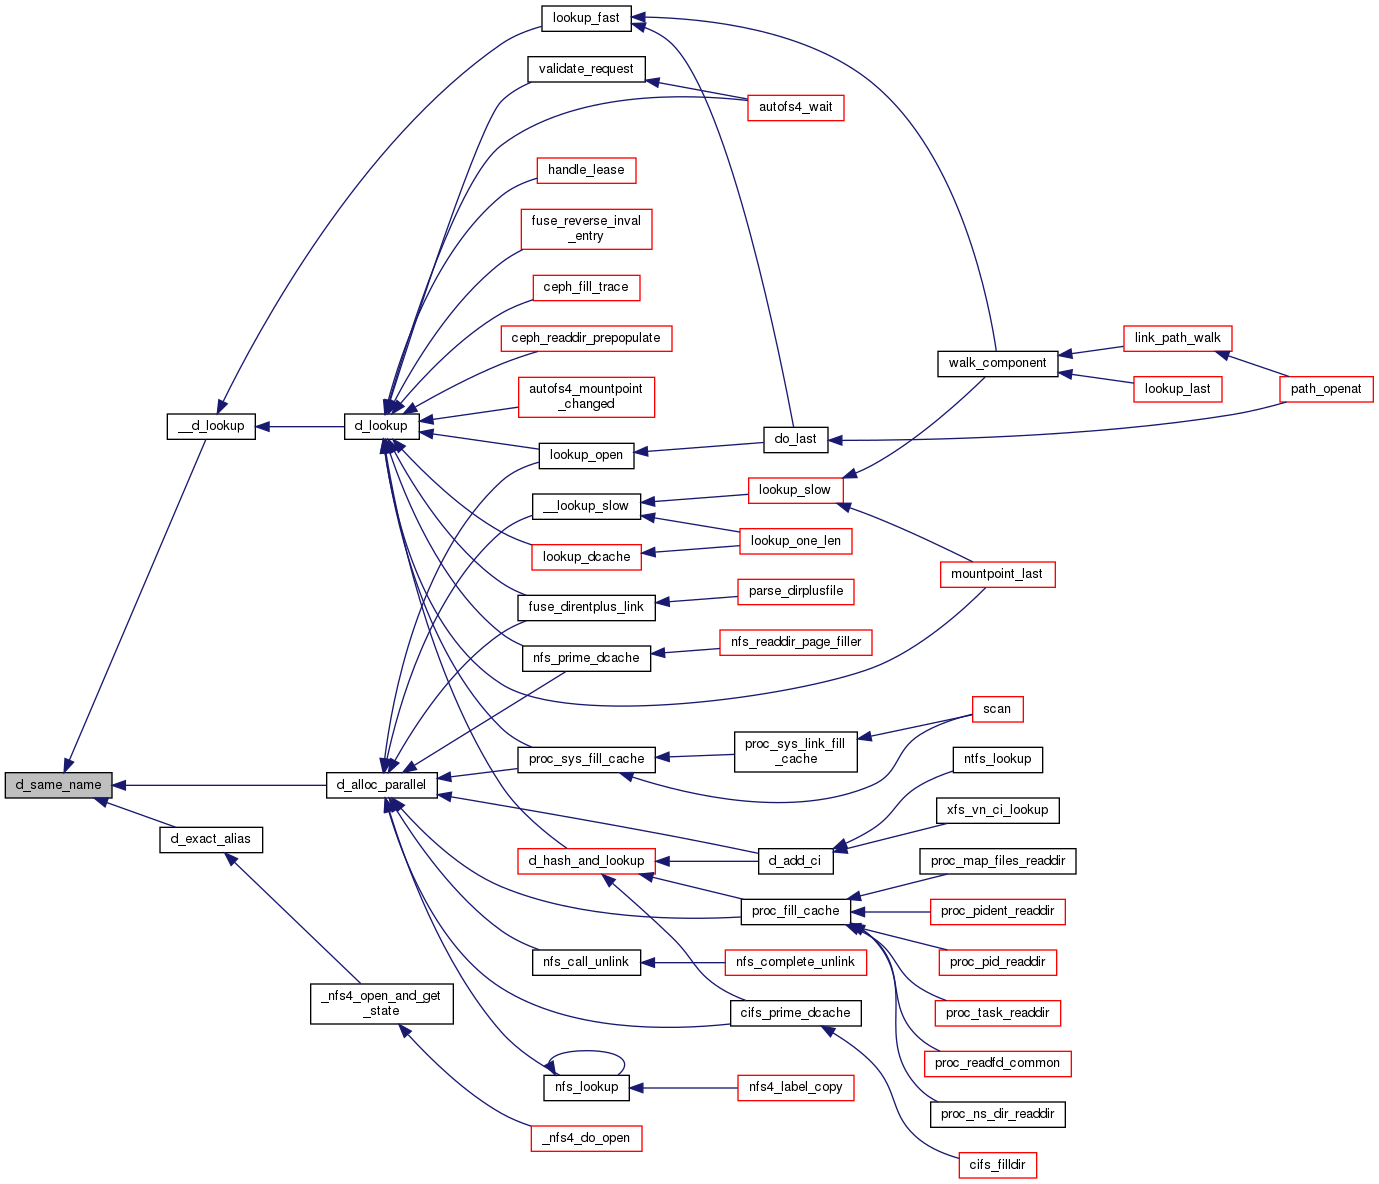 lookup_fast
validate_request
autofs4_wait
handle_lease
fuse_reverse_inval
_entry
ceph_fill_trace
ceph_readdir_prepopulate
link_path_walk
walk_component
autofs4_mountpoint
_changed
lookup_last
path_openat
__d_lookup
d_lookup
do_last
lookup_open
lookup_slow
__lookup_slow
lookup_one_len
lookup_dcache
mountpoint_last
parse_dirplusfile
fuse_direntplus_link
nfs_readdir_page_filler
nfs_prime_dcache
scan
proc_sys_link_fill
_cache
proc_sys_fill_cache
ntfs_lookup
d_same_name
d_alloc_parallel
xfs_vn_ci_lookup
d_exact_alias
d_hash_and_lookup
d_add_ci
proc_map_files_readdir
proc_fill_cache
proc_pident_readdir
nfs_call_unlink
nfs_complete_unlink
proc_pid_readdir
_nfs4_open_and_get
_state
cifs_prime_dcache
proc_task_readdir
proc_readfd_common
nfs_lookup
nfs4_label_copy
proc_ns_dir_readdir
_nfs4_do_open
cifs_filldir